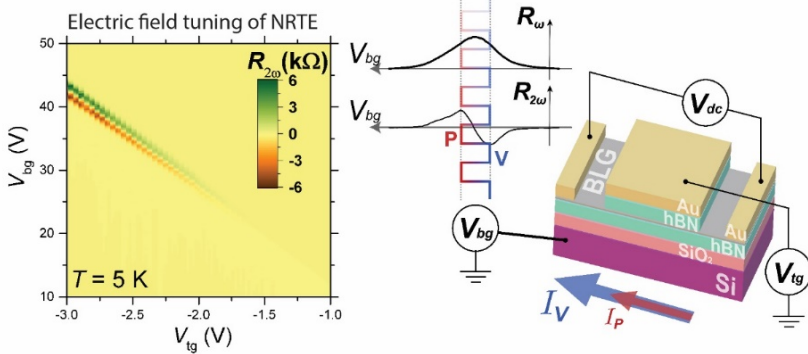 Electric field tuning of NRTE
R2ω (kΩ)
6
3
0
-3
-6
50
40
30
20
10
Vbg (V)
T = 5 K
-3.0
-2.5
-2.0
-1.5
-1.0
Vtg (V)
Rω
Vbg
R2ω
Vbg
P
V
Vdc
BLG
Au
hBN
Au
hBN
SiO2
Si
Vbg
Vtg
IV
IP